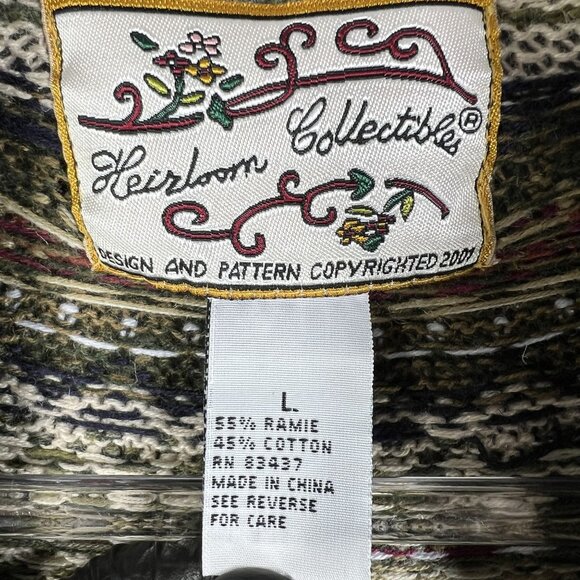 Heirloom Collectibles®
DESIGN AND PATTERN COPYRIGHTED 2001
L
55% RAMIE
45% COTTON
RN 83437
MADE IN CHINA
SEE REVERSE
FOR CARE